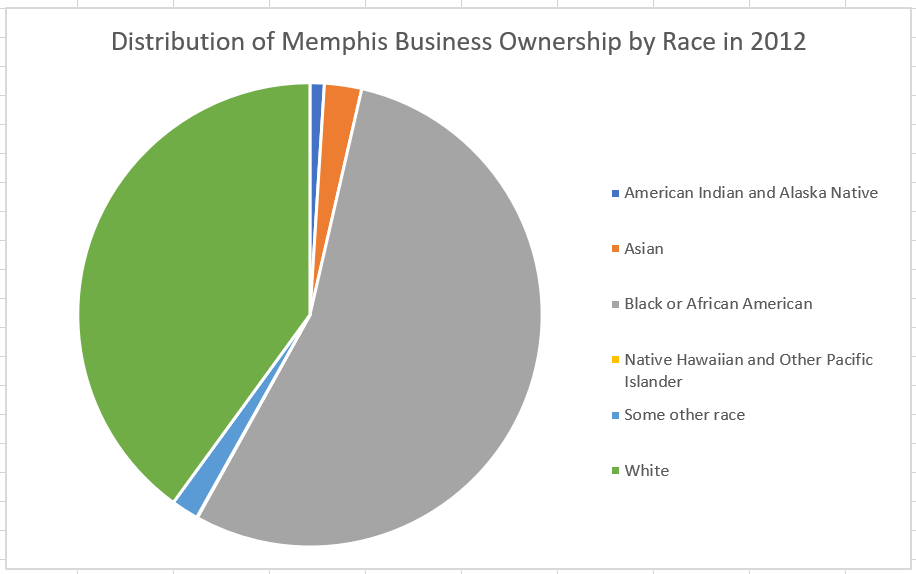 Distribution of Memphis Business Ownership by Race in 2012
American Indian and Alaska Native
Asian
Black or African American
Native Hawaiian and Other Pacific
Islander
Some other race
White